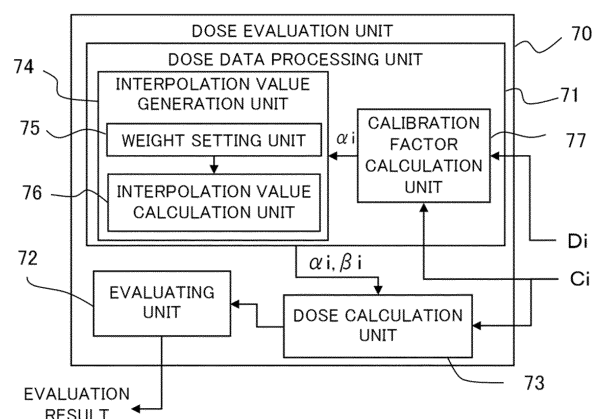 DOSE EVALUATION UNIT
70
DOSE DATA PROCESSING UNIT
71
74
INTERPOLATION VALUE
GENERATION UNIT
75
WEIGHT SETTING UNIT
76
INTERPOLATION VALUE
CALCULATION UNIT
αi
CALIBRATION
FACTOR
CALCULATION
UNIT
77
Di
Ci
αi, βi
72
EVALUATING
UNIT
DOSE CALCULATION
UNIT
73
EVALUATION
RESULT